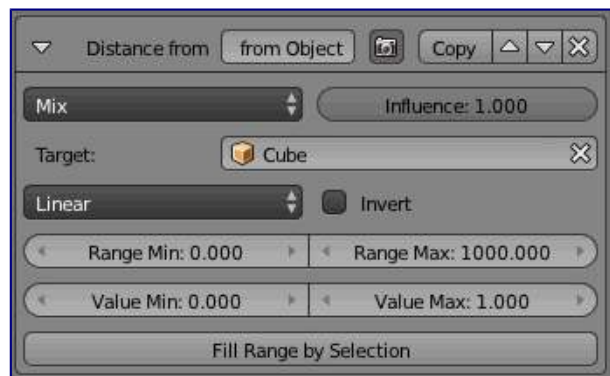 Distance from from Object Copy
Mix Influence: 1.000
Target: Cube
Linear Invert
Range Min: 0.000 Range Max: 1000.000
Value Min: 0.000 Value Max: 1.000
Fill Range by Selection